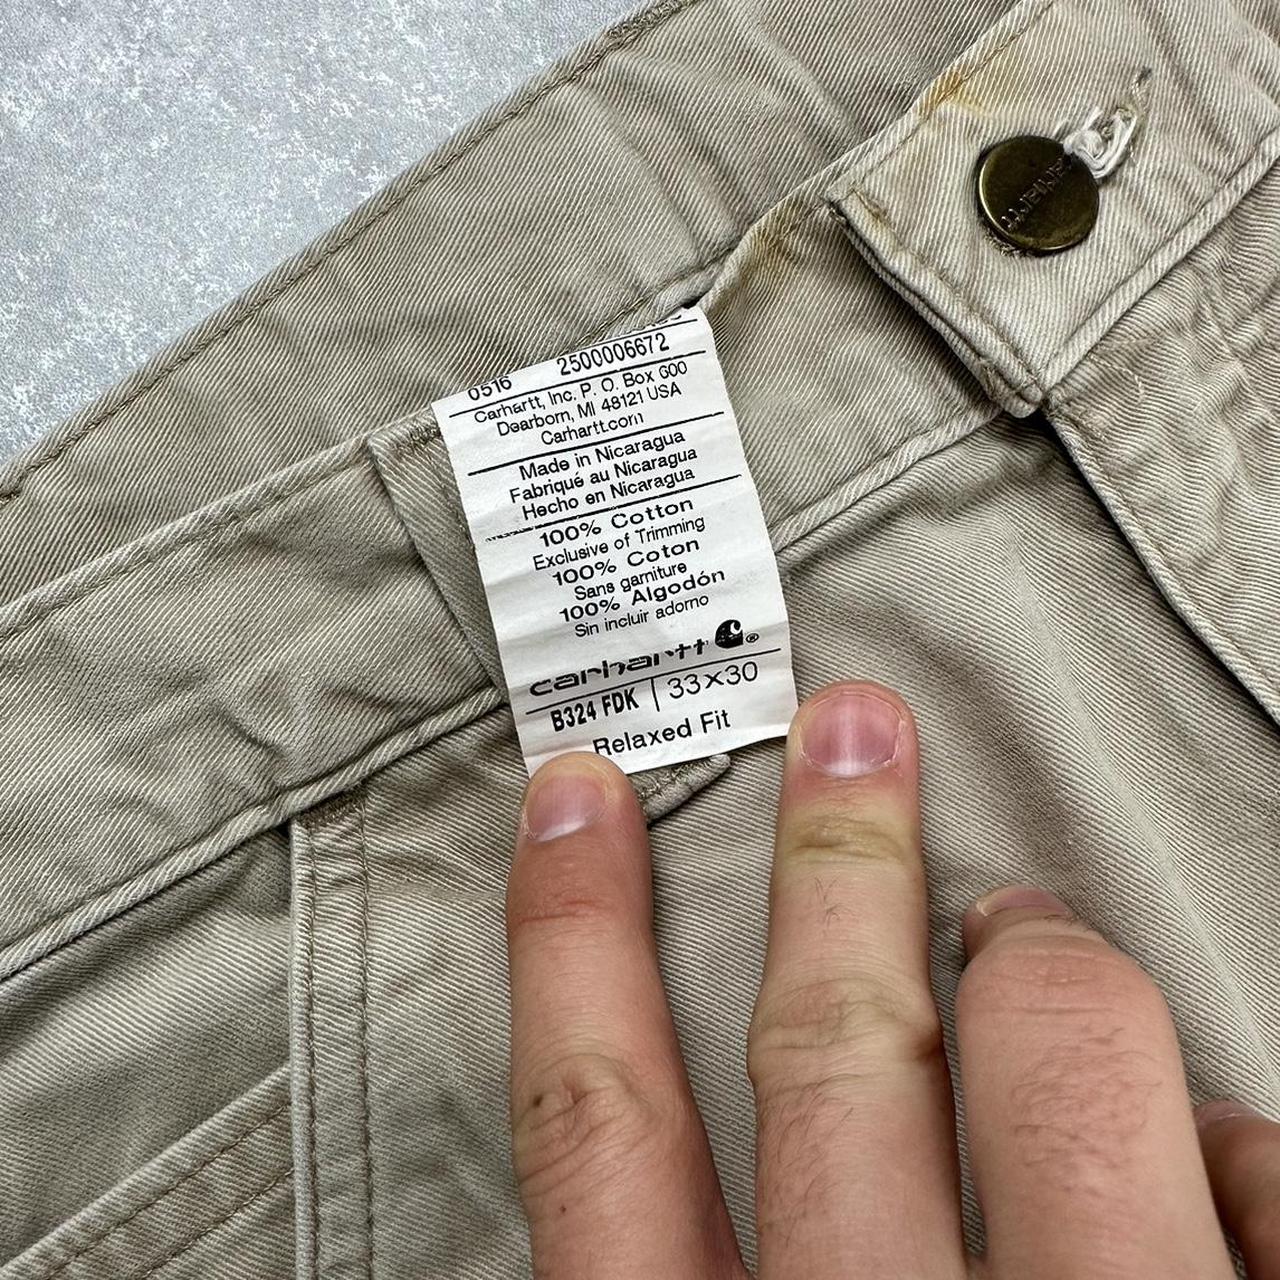 0516 2500006672
Carhartt, Inc. P. O. Box 600
Dearborn, MI 48121 USA
Carhartt.com
Made in Nicaragua
Fabriqué au Nicaragua
Hecho en Nicaragua
100% Cotton
Exclusive of Trimming
100% Coton
Sans garniture
100% Algodón
Sin incluir adorno
carhartt ®
B324 FDK | 33x30
Relaxed Fit
carhartt